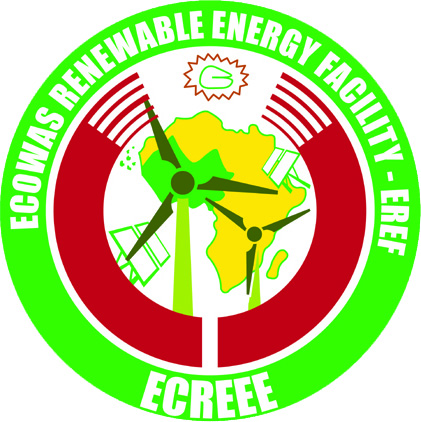 ECOWAS RENEWABLE ENERGY FACILITY - EREF
ECREEE